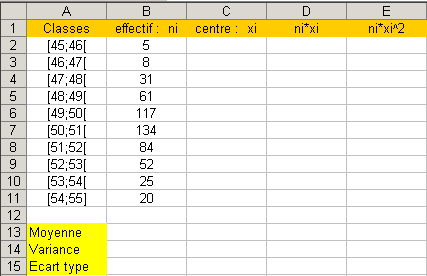 A B C D E
1 Classes effectif : ni centre : xi ni*xi ni*xi^2
2 [45;46[ 5
3 [46;47[ 8
4 [47;48[ 31
5 [48;49[ 61
6 [49;50[ 117
7 [50;51[ 134
8 [51;52[ 84
9 [52;53[ 52
10 [53;54[ 25
11 [54;55] 20
12
13 Moyenne
14 Variance
15 Ecart type